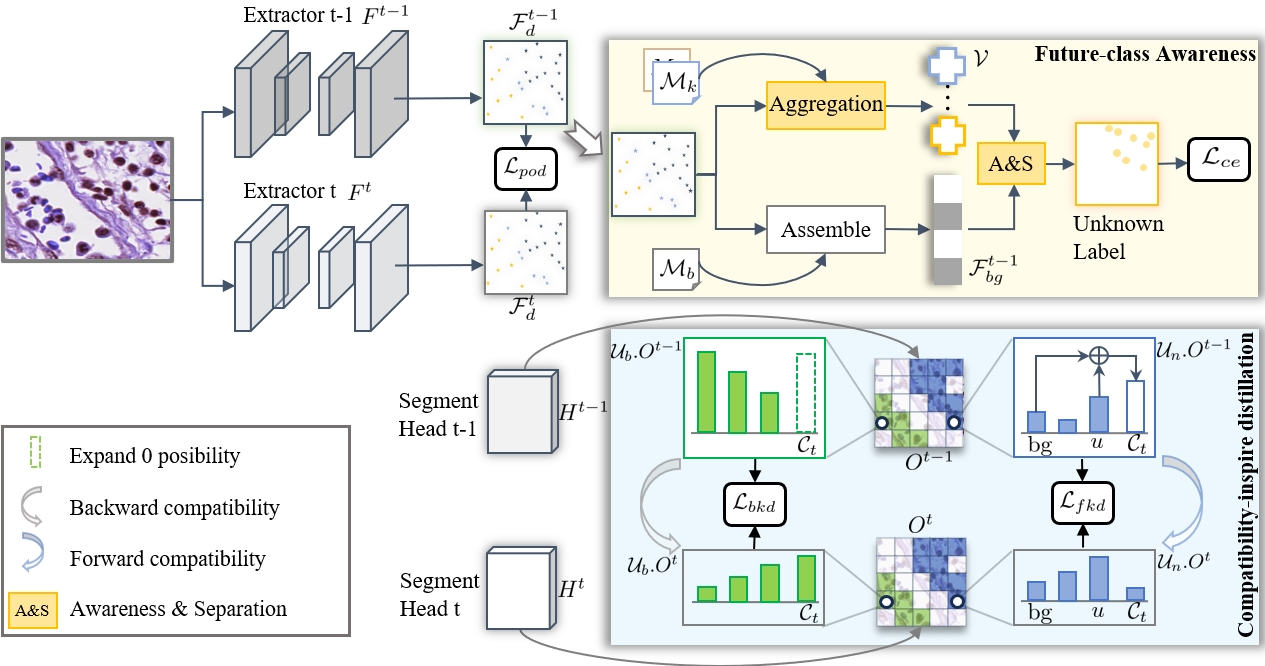 Extractor t-1 $F^{t-1}$
$\mathcal{F}_d^{t-1}$
Future-class Awareness
$\mathcal{M}_k$
Aggregation
$\mathcal{V}$
$\mathcal{L}_{pod}$
A&S
$\mathcal{L}_{ce}$
Extractor t $F^t$
Assemble
Unknown
Label
$\mathcal{M}_b$
$\mathcal{F}_{bg}^{t-1}$
$\mathcal{F}_d^t$
Compatibility-inspire distillation
$\mathcal{U}_b.O^{t-1}$
$\mathcal{C}_t$
$O^{t-1}$
$\mathcal{U}_n.O^{t-1}$
bg
$u$
$\mathcal{C}_t$
Segment
Head t-1
$H^{t-1}$
$\mathcal{L}_{bkd}$
$\mathcal{L}_{fkd}$
$O^t$
Segment
Head t
$H^t$
$\mathcal{U}_b.O^t$
$\mathcal{C}_t$
$\mathcal{U}_n.O^t$
bg
$u$
$\mathcal{C}_t$
Expand 0 posibility
Backward compatibility
Forward compatibility
A&S
Awareness & Separation